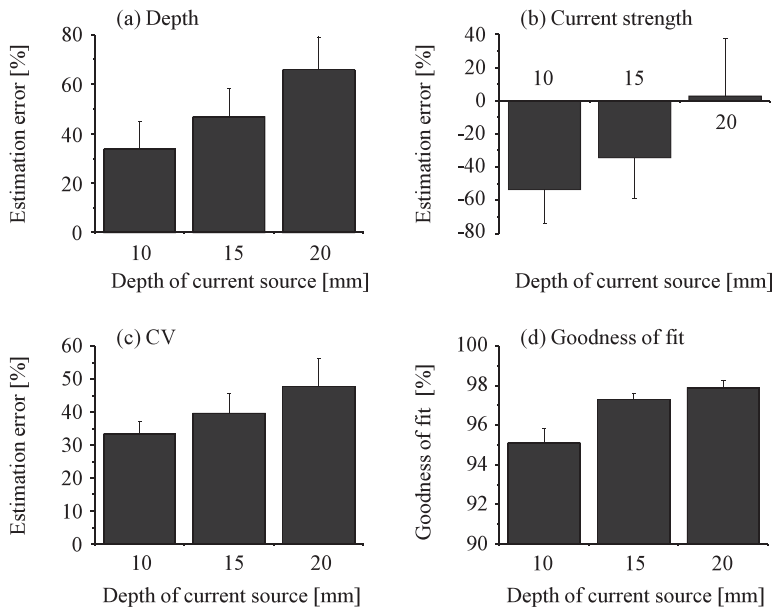 (a) Depth
Estimation error [%]
80
60
40
20
0
10 15 20
Depth of current source [mm]
(b) Current strength
Estimation error [%]
40
20
0
-20
-40
-60
-80
10 15
20
Depth of current source [mm]
(c) CV
Estimation error [%]
60
50
40
30
20
10
0
10 15 20
Depth of current source [mm]
(d) Goodness of fit
Goodness of fit [%]
100
98
96
94
92
90
10 15 20
Depth of current source [mm]